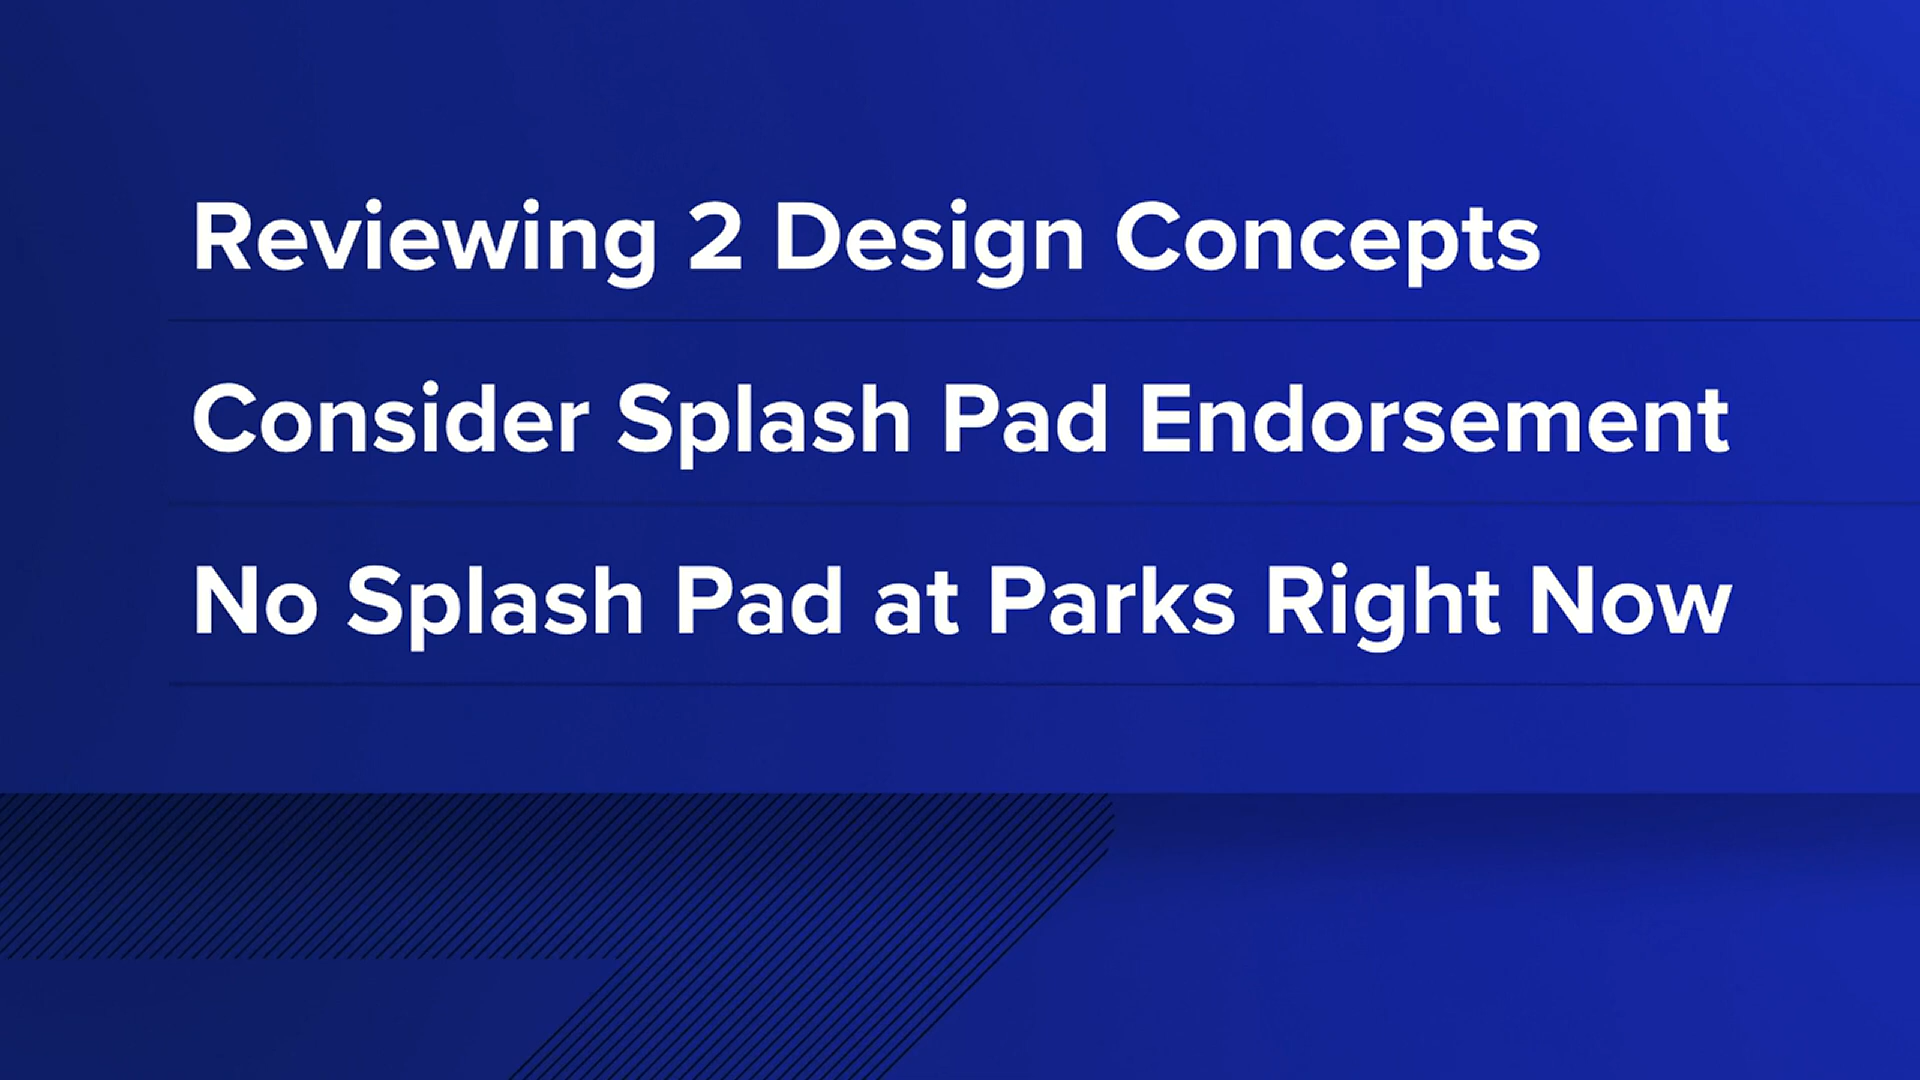 Reviewing 2 Design Concepts
Consider Splash Pad Endorsement
No Splash Pad at Parks Right Now